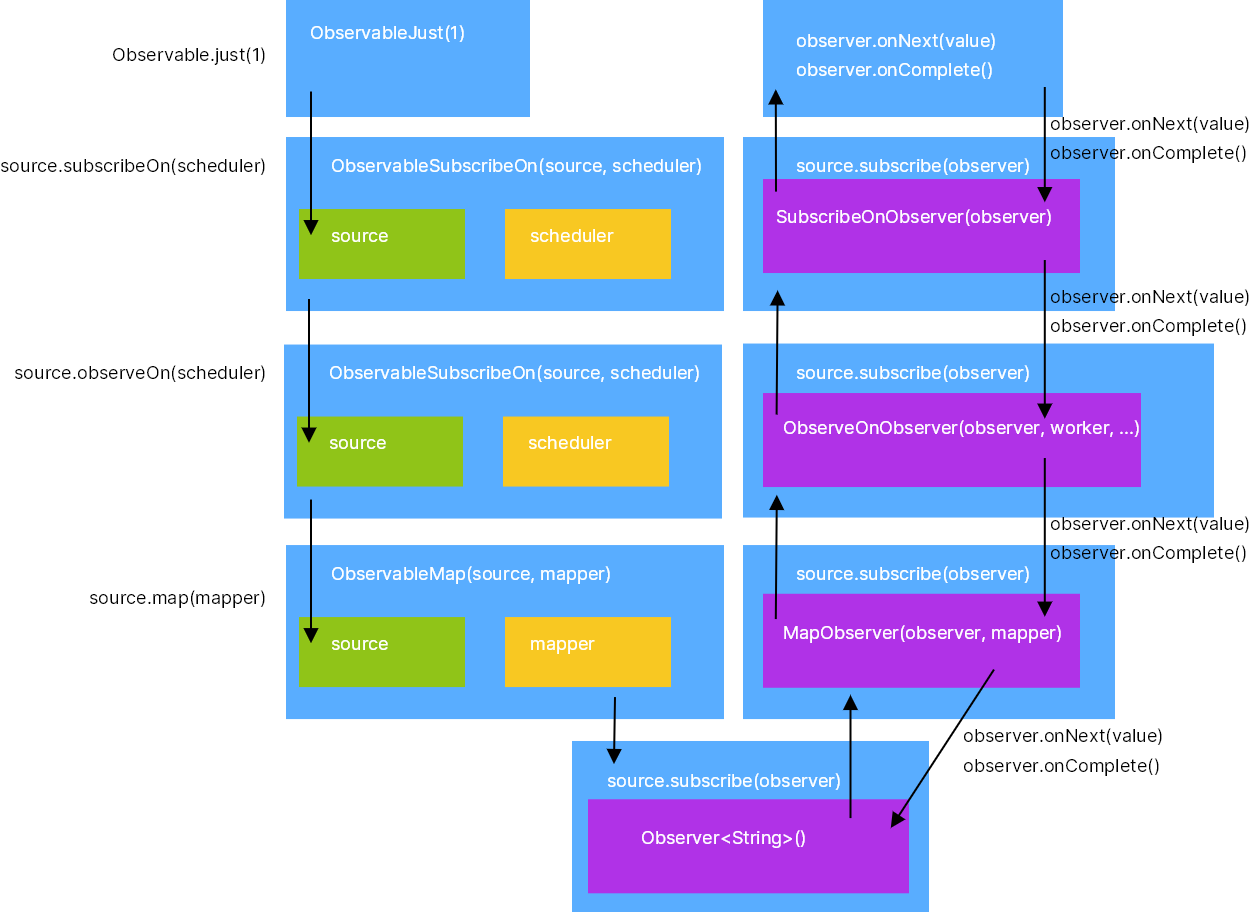 ObservableJust(1)
Observable.just(1)
observer.onNext(value)
observer.onComplete()
observer.onNext(value)
observer.onComplete()
source.subscribeOn(scheduler)
ObservableSubscribeOn(source, scheduler)
source.subscribe(observer)
source
scheduler
SubscribeOnObserver(observer)
observer.onNext(value)
observer.onComplete()
source.observeOn(scheduler)
ObservableSubscribeOn(source, scheduler)
source.subscribe(observer)
source
scheduler
ObserveOnObserver(observer, worker, ...)
observer.onNext(value)
observer.onComplete()
source.map(mapper)
ObservableMap(source, mapper)
source.subscribe(observer)
source
mapper
MapObserver(observer, mapper)
observer.onNext(value)
observer.onComplete()
source.subscribe(observer)
Observer<String>()